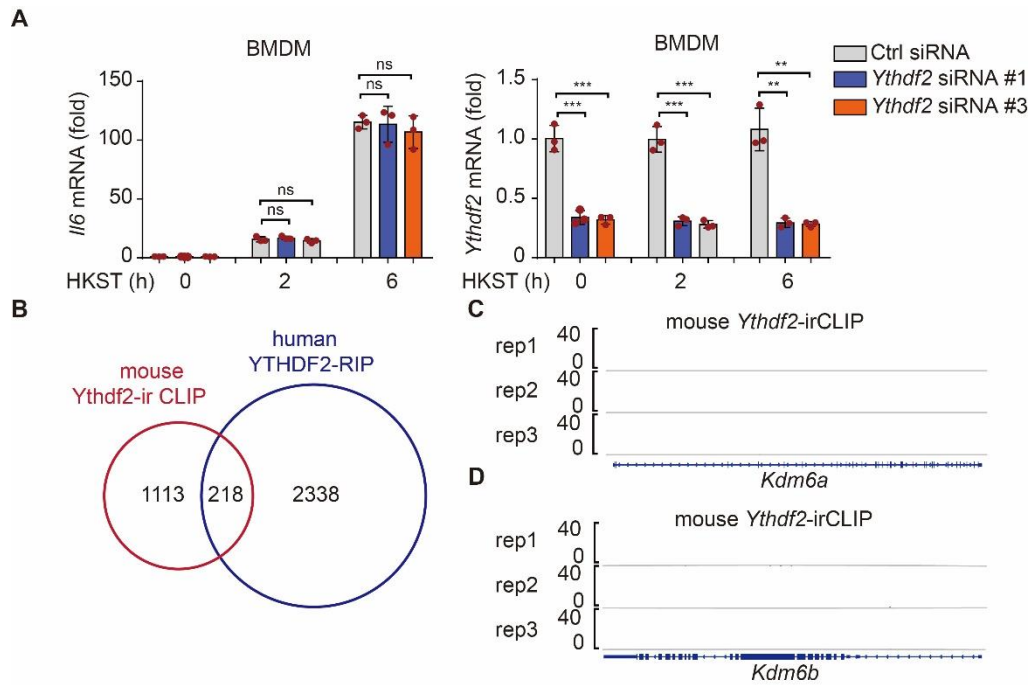 A
BMDM
Il6 mRNA (fold)
150
100
50
0
ns
ns
ns
ns
ns
ns
HKST (h)
0
2
6
BMDM
Ythdf2 mRNA (fold)
1.5
1.0
0.5
0
***
***
***
***
**
**
HKST (h)
0
2
6
Ctrl siRNA
Ythdf2 siRNA #1
Ythdf2 siRNA #3
B
mouse
Ythdf2-ir CLIP
human
YTHDF2-RIP
1113
218
2338
C
mouse Ythdf2-irCLIP
rep1
40
0
rep2
40
0
rep3
40
0
Kdm6a
D
mouse Ythdf2-irCLIP
rep1
40
0
rep2
40
0
rep3
40
0
Kdm6b